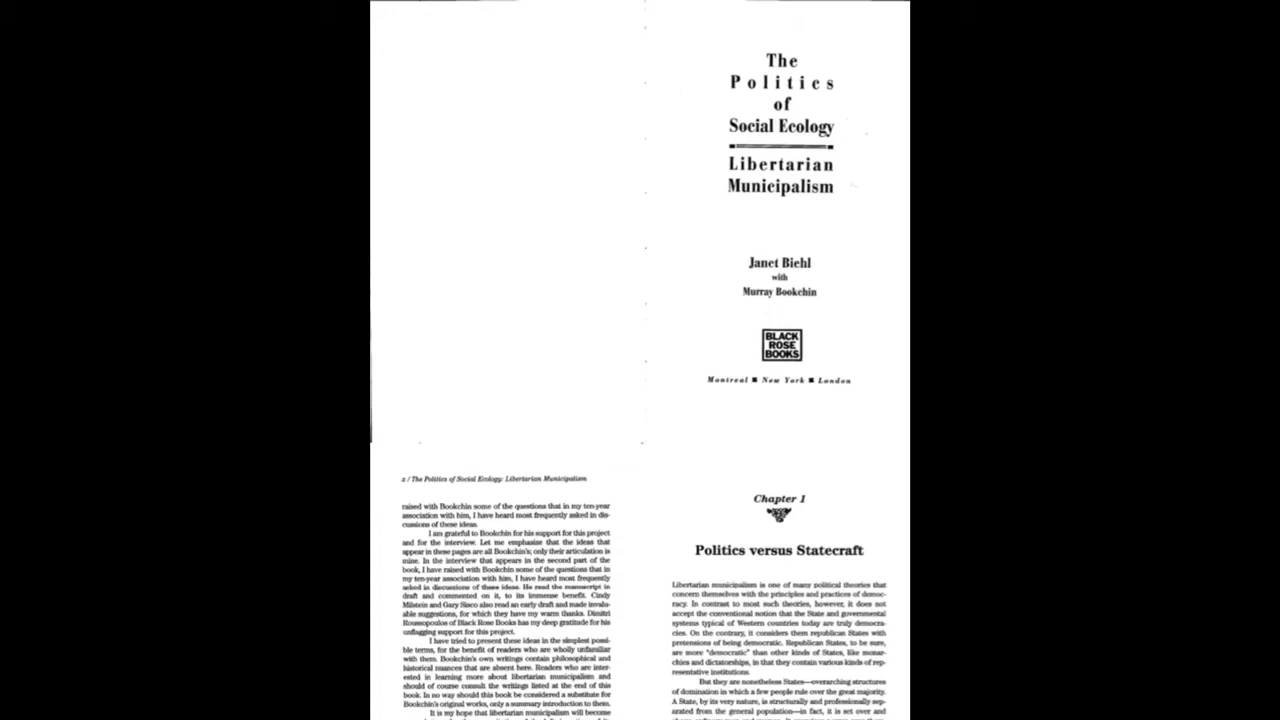 The
Politics
of
Social Ecology
Libertarian
Municipalism
Janet Biehl
with
Murray Bookchin
BLACK
ROSE
BOOKS
Montreal ■ New York ■ London
x / The Politics of Social Ecology: Libertarian Municipalism
raised with Bookchin some of the questions that in my ten-year
association with him, I have heard most frequently asked in dis-
cussions of these ideas.
I am grateful to Bookchin for his support for this project
and for the interview. Let me emphasize that the ideas that
appear in these pages are all Bookchin's; only their articulation is
mine. In the interview that appears in the second part of the
book, I have raised with Bookchin some of the questions that in
my ten-year association with him, I have heard most frequently
asked in discussions of these ideas. He read the manuscript in
draft and commented on it, to its immense benefit. Cindy
Milstein and Gary Sisco also read an early draft and made invalu-
able suggestions, for which they have my warm thanks. Dimitri
Roussopoulos of Black Rose Books has my deep gratitude for his
unflagging support for this project.
I have tried to present these ideas in the simplest possi-
ble terms, for the benefit of readers who are wholly unfamiliar
with them. Bookchin's own writings contain philosophical and
historical nuances that are absent here. Readers who are inter-
ested in learning more about libertarian municipalism and
should of course consult the writings listed at the end of this
book. In no way should this book be considered a substitute for
Bookchin's original works, only a summary introduction to them.
It is my hope that libertarian municipalism will become
Chapter 1
Politics versus Statecraft
Libertarian municipalism is one of many political theories that
concern themselves with the principles and practices of democ-
racy. In contrast to most such theories, however, it does not
accept the conventional notion that the State and governmental
systems typical of Western countries today are truly democra-
cies. On the contrary, it considers them republican States with
pretensions of being democratic. Republican States, to be sure,
are more "democratic" than other kinds of States, like monar-
chies and dictatorships, in that they contain various kinds of rep-
resentative institutions.
But they are nonetheless States—overarching structures
of domination in which a few people rule over the great majority.
A State, by its very nature, is structurally and professionally sep-
arated from the general population—in fact, it is set over and